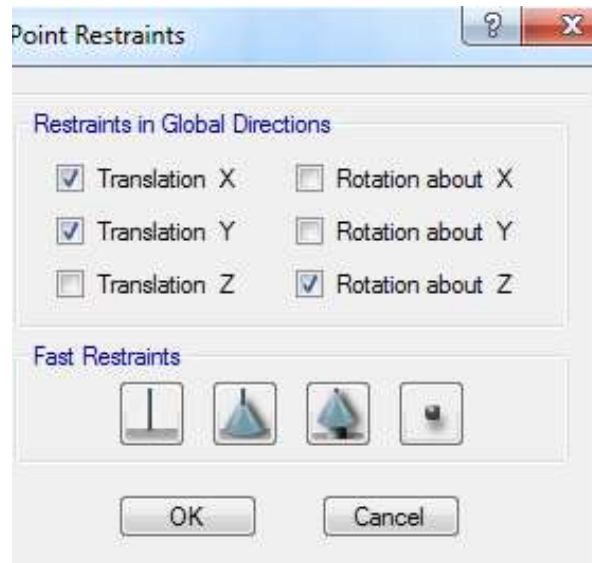 Point Restraints
Restraints in Global Directions
Translation X
Rotation about X
Translation Y
Rotation about Y
Translation Z
Rotation about Z
Fast Restraints
OK
Cancel